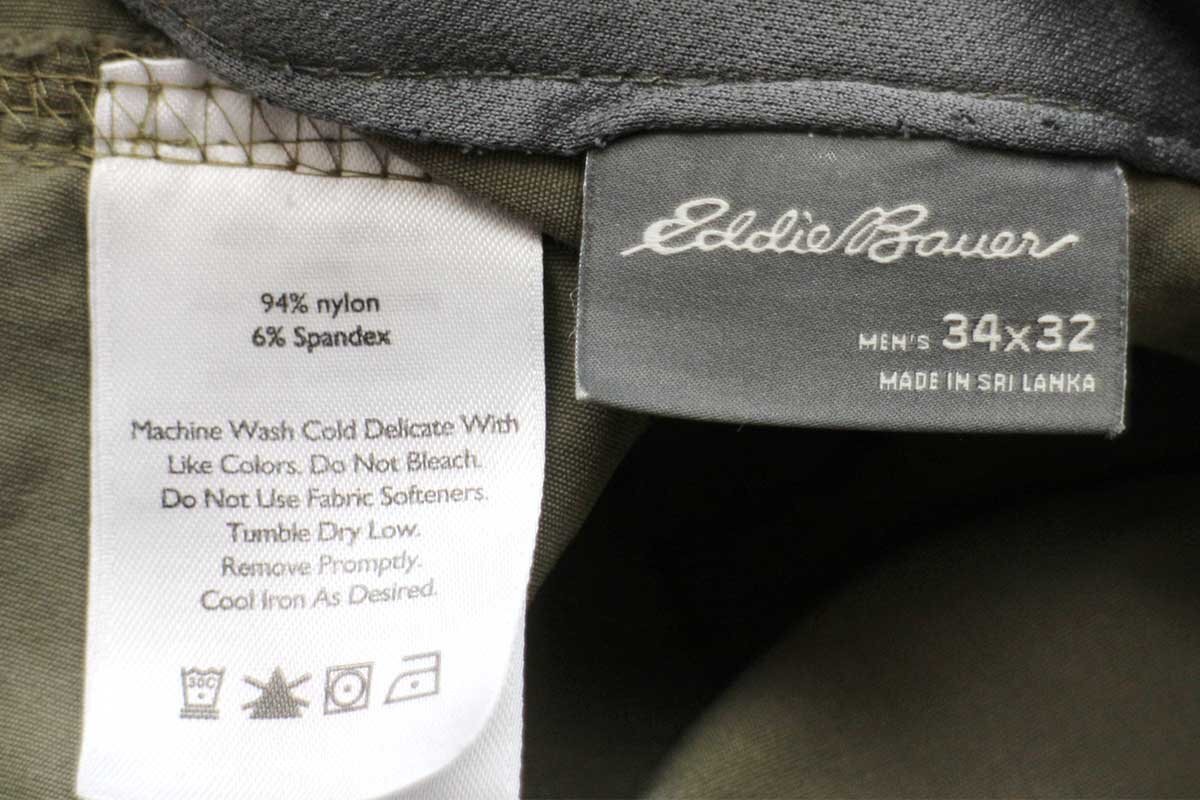 94% nylon
6% Spandex
Machine Wash Cold Delicate With
Like Colors. Do Not Bleach.
Do Not Use Fabric Softeners.
Tumble Dry Low.
Remove Promptly.
Cool Iron As Desired.
30C
Eddie Bauer
MEN'S 34x32
MADE IN SRI LANKA